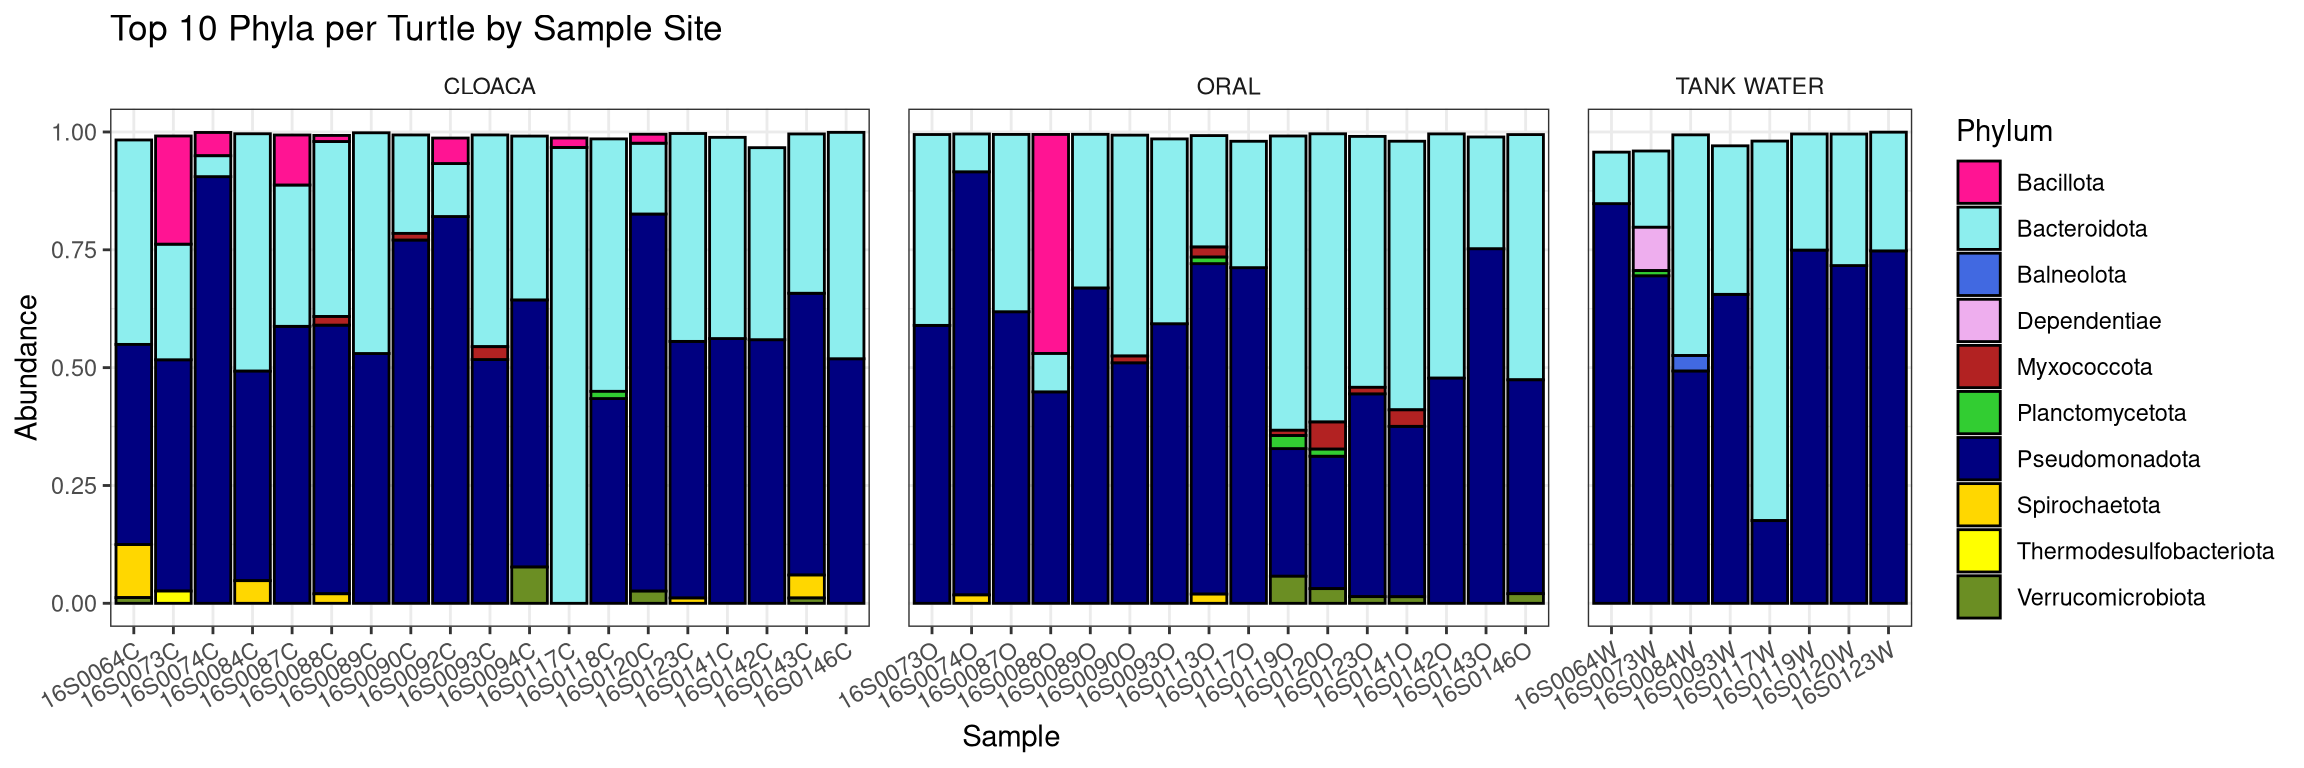 Top 10 Phyla per Turtle by Sample Site
CLOACA
ORAL
TANK WATER
Abundance
1.00
0.75
0.50
0.25
0.00
16S0064C
16S0073C
16S0074C
16S0084C
16S0087C
16S0088C
16S0089C
16S0090C
16S0092C
16S0093C
16S0094C
16S0117C
16S0118C
16S0120C
16S0123C
16S0141C
16S0142C
16S0143C
16S0146C
16S0073O
16S0074O
16S0087O
16S0088O
16S0089O
16S0090O
16S0093O
16S0113O
16S0117O
16S0119O
16S0120O
16S0123O
16S0141O
16S0142O
16S0143O
16S0146O
16S0064W
16S0073W
16S0084W
16S0093W
16S0117W
16S0119W
16S0120W
16S0123W
Sample
Phylum
Bacillota
Bacteroidota
Balneolota
Dependentiae
Myxococcota
Planctomycetota
Pseudomonadota
Spirochaetota
Thermodesulfobacteriota
Verrucomicrobiota